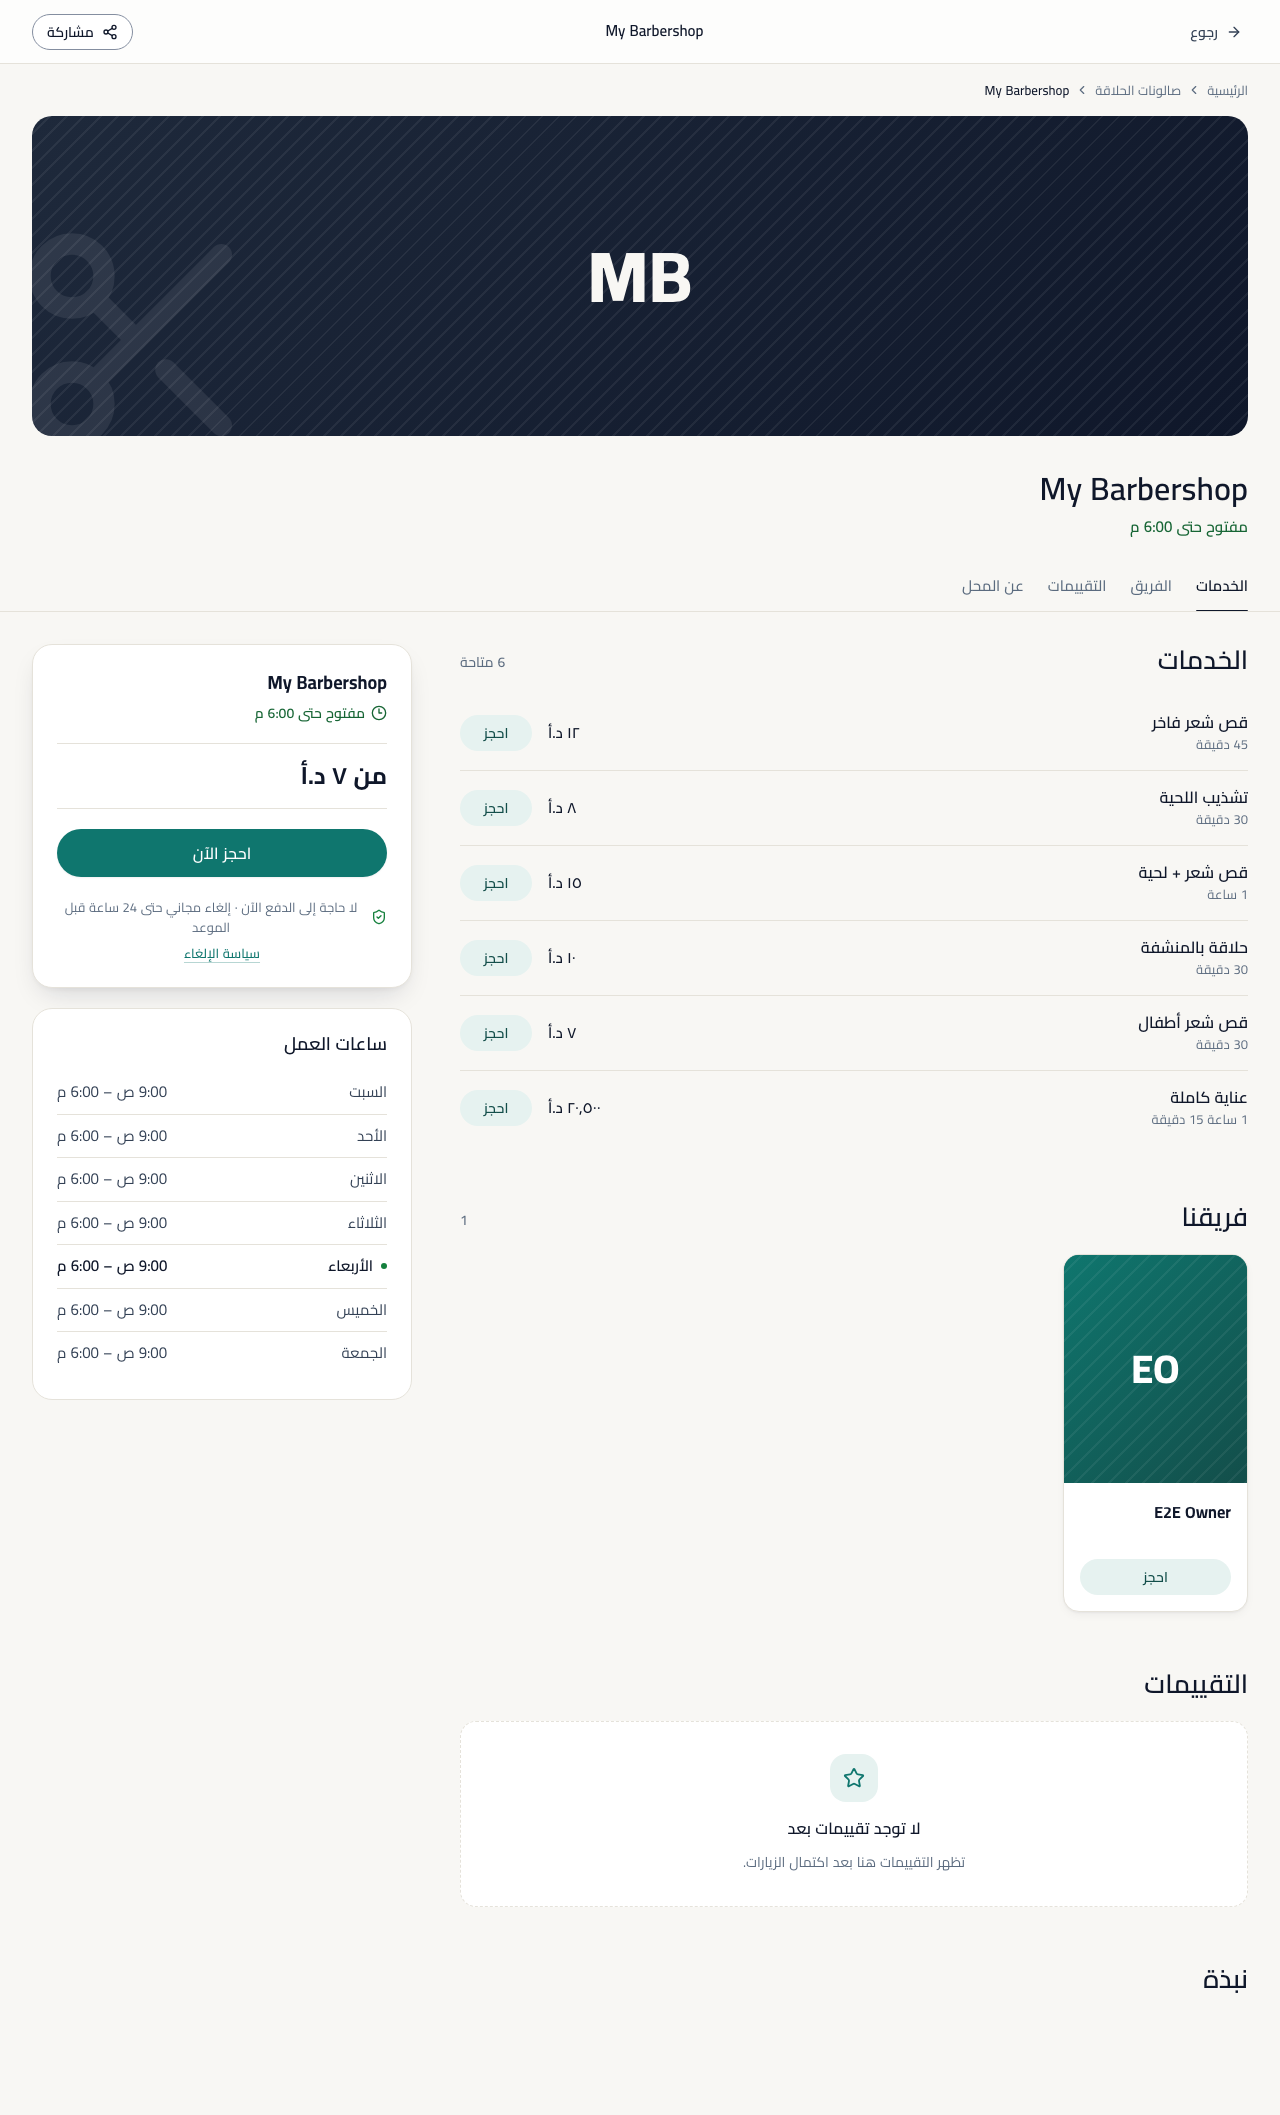 رجوع
My Barbershop
مشاركة
الرئيسية
صالونات الحلاقة
My Barbershop
MB
My Barbershop
مفتوح حتى 6:00 م
الخدمات
الفريق
التقييمات
عن المحل
الخدمات
6 متاحة
قص شعر فاخر
45 دقيقة
١٢ د.أ
احجز
تشذيب اللحية
30 دقيقة
٨ د.أ
احجز
قص شعر + لحية
1 ساعة
١٥ د.أ
احجز
حلاقة بالمنشفة
30 دقيقة
١٠ د.أ
احجز
قص شعر أطفال
30 دقيقة
٧ د.أ
احجز
عناية كاملة
1 ساعة 15 دقيقة
٢٠,٥٠٠ د.أ
احجز
فريقنا
1
EO
E2E Owner
احجز
التقييمات
لا توجد تقييمات بعد
تظهر التقييمات هنا بعد اكتمال الزيارات.
نبذة
My Barbershop
مفتوح حتى 6:00 م
من ٧ د.أ
احجز الآن
لا حاجة إلى الدفع الآن · إلغاء مجاني حتى 24 ساعة قبل
الموعد
سياسة الإلغاء
ساعات العمل
السبت
9:00 ص – 6:00 م
الأحد
9:00 ص – 6:00 م
الاثنين
9:00 ص – 6:00 م
الثلاثاء
9:00 ص – 6:00 م
الأربعاء
9:00 ص – 6:00 م
الخميس
9:00 ص – 6:00 م
الجمعة
9:00 ص – 6:00 م